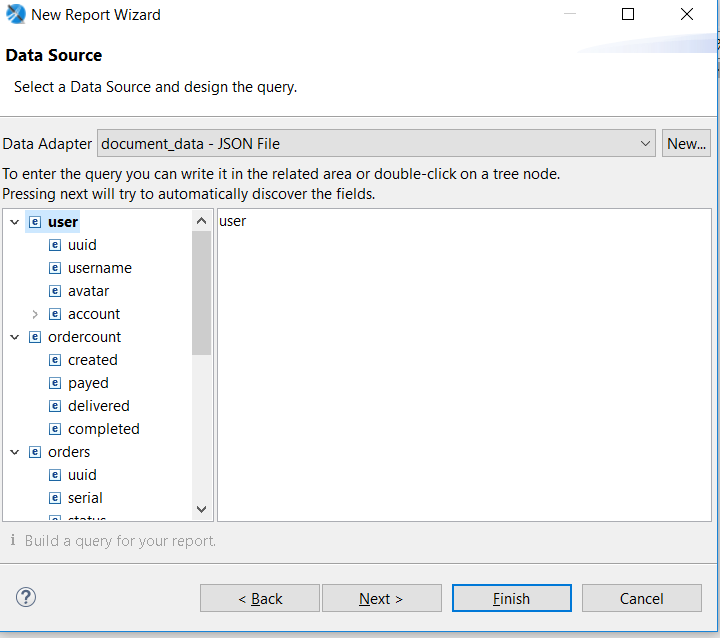 New Report Wizard
Data Source
Select a Data Source and design the query.
Data Adapter document_data - JSON File New...
To enter the query you can write it in the related area or double-click on a tree node.
Pressing next will try to automatically discover the fields.
user
uuid
username
avatar
account
ordercount
created
payed
delivered
completed
orders
uuid
serial
status
user
Build a query for your report.
< Back Next > Finish Cancel